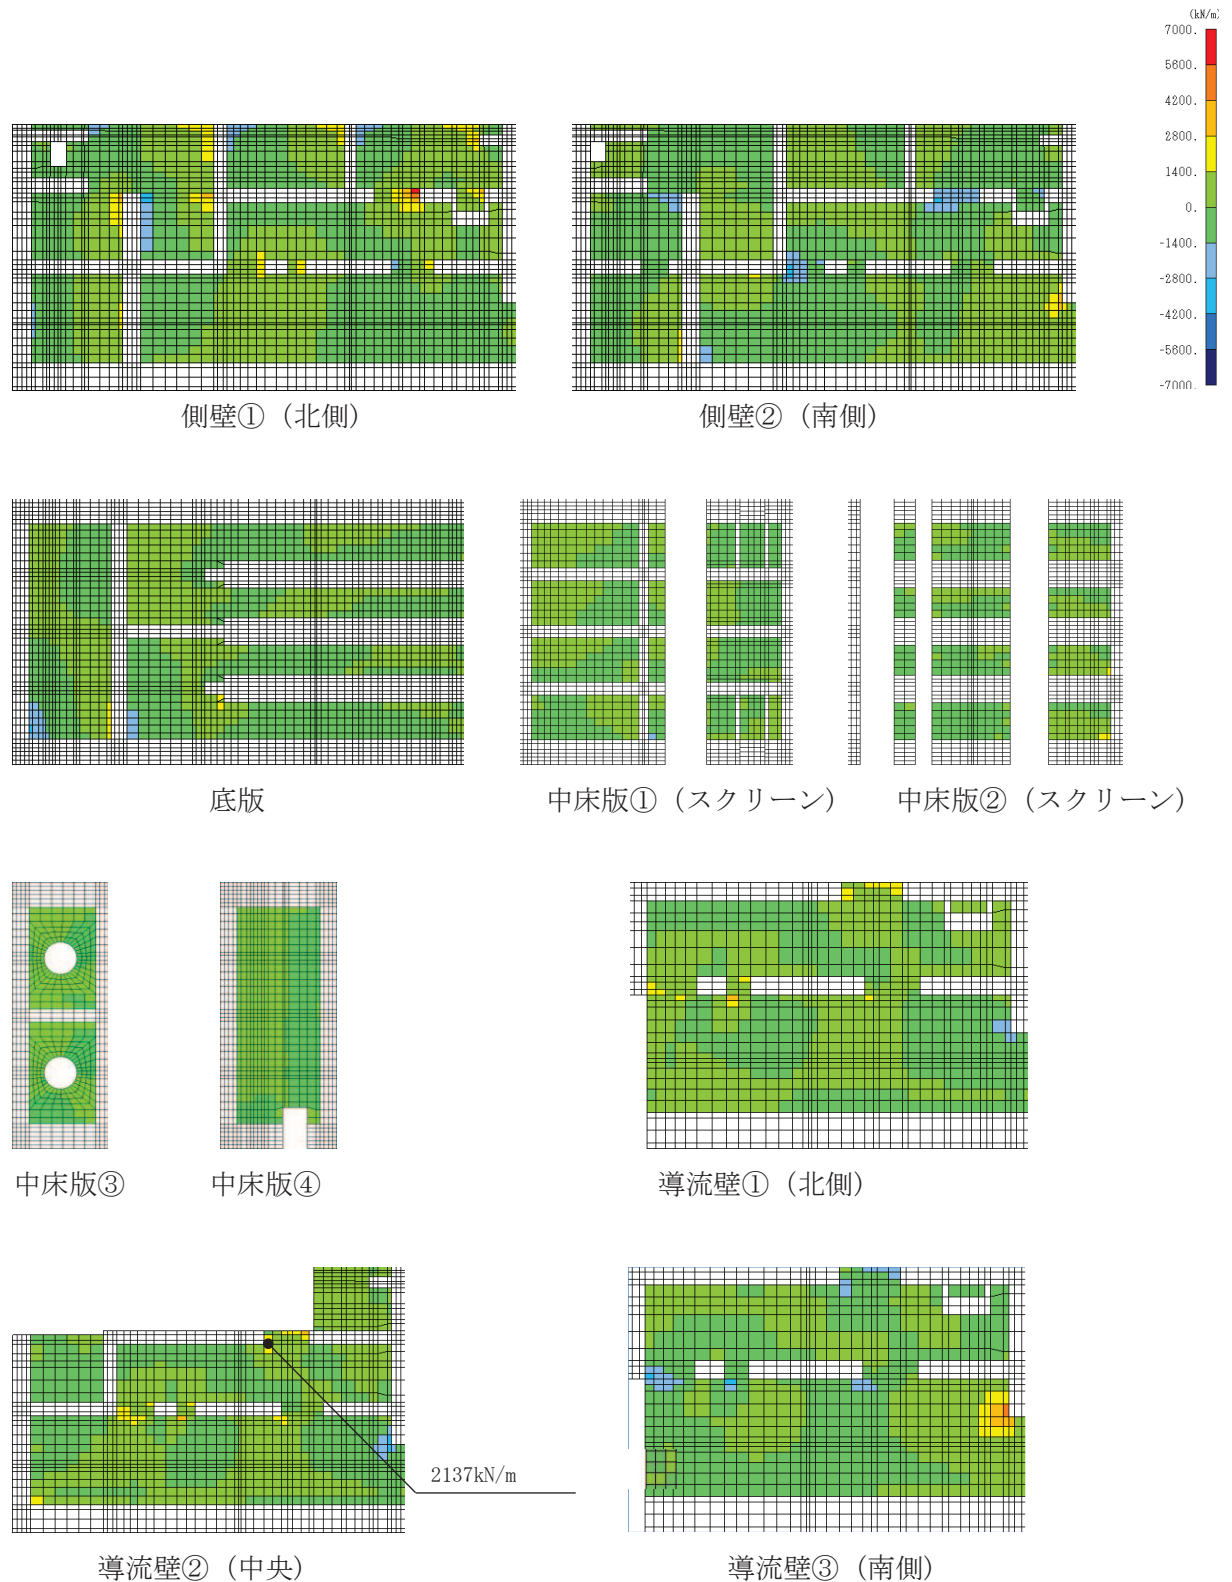 (kN/m)
7000.
5600.
4200.
2800.
1400.
0.
-1400.
-2800.
-4200.
-5600.
-7000.
側壁①（北側）
側壁②（南側）
底版
中床版①（スクリーン）
中床版②（スクリーン）
中床版③
中床版④
導流壁①（北側）
2137kN/m
導流壁②（中央）
導流壁③（南側）